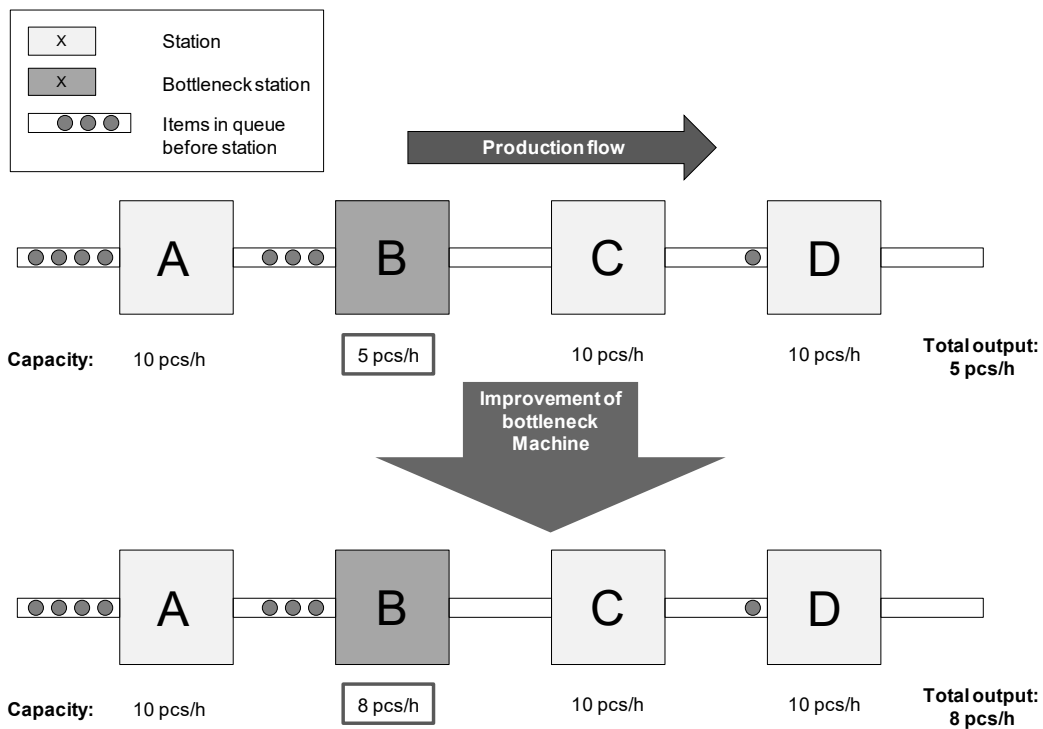 X
Station
X
Bottleneck station
Items in queue
before station
Production flow
A
B
C
D
Capacity:
10 pcs/h
5 pcs/h
10 pcs/h
10 pcs/h
Total output:
5 pcs/h
Improvement of
bottleneck
Machine
A
B
C
D
Capacity:
10 pcs/h
8 pcs/h
10 pcs/h
10 pcs/h
Total output:
8 pcs/h